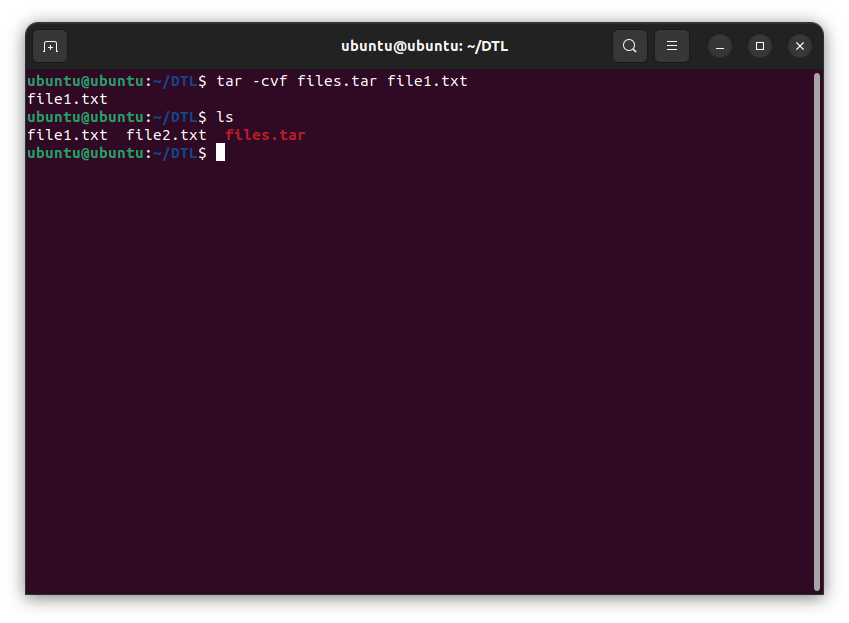 ubuntu@ubuntu: ~/DTL
ubuntu@ubuntu:~/DTL$ tar -cvf files.tar file1.txt
file1.txt
ubuntu@ubuntu:~/DTL$ ls
file1.txt  file2.txt  files.tar
ubuntu@ubuntu:~/DTL$